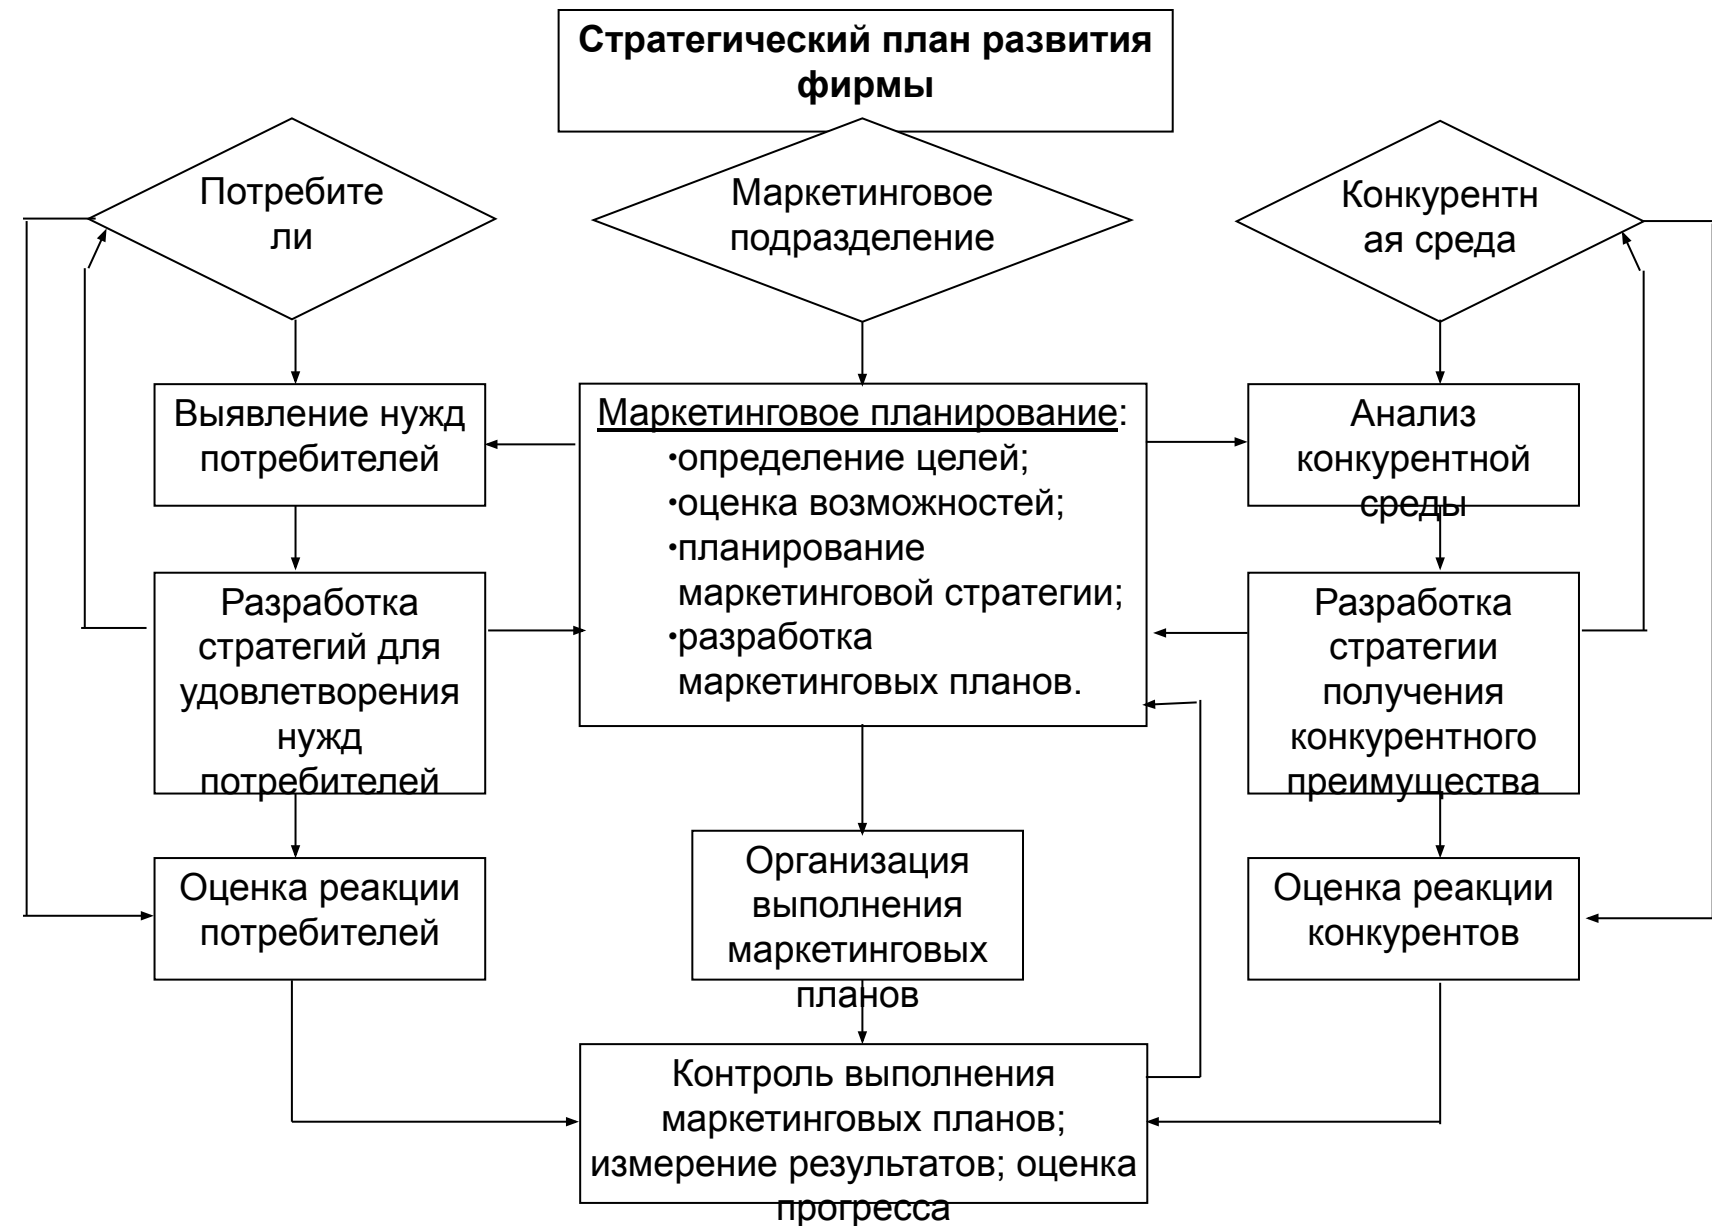 Стратегический план развития
фирмы
Потребите
ли
Маркетинговое
подразделение
Конкурентн
ая среда
Выявление нужд
потребителей
Маркетинговое планирование:
•определение целей;
•оценка возможностей;
•планирование
маркетинговой стратегии;
•разработка
маркетинговых планов.
Анализ
конкурентной
среды
Разработка
стратегий для
удовлетворения
нужд
потребителей
Разработка
стратегии
получения
конкурентного
преимущества
Оценка реакции
потребителей
Организация
выполнения
маркетинговых
планов
Оценка реакции
конкурентов
Контроль выполнения
маркетинговых планов;
измерение результатов; оценка
прогресса